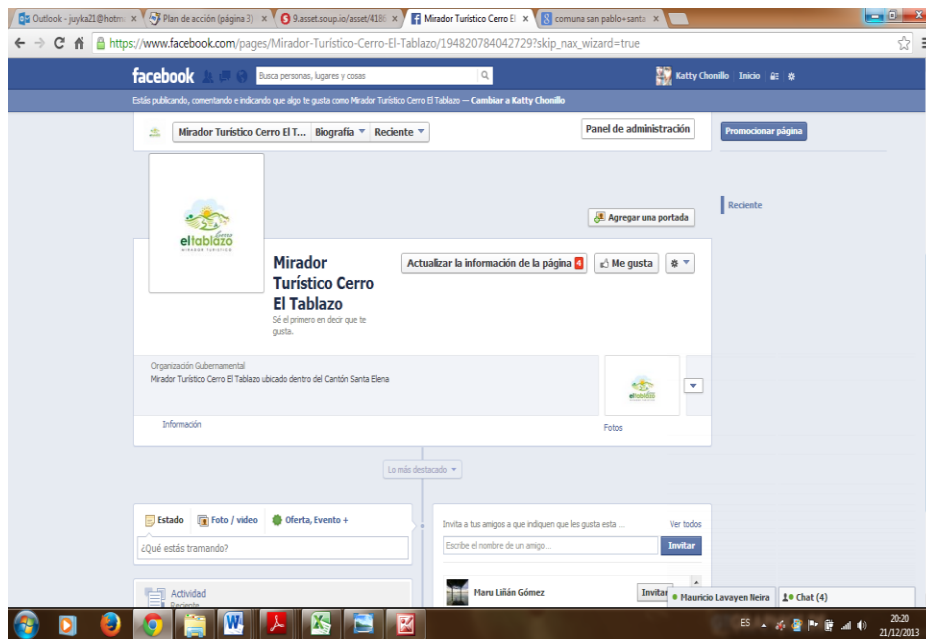 Outlook - juyka21@hotm
Plan de acción (página 3)
9.asset.soup.io/asset/4186
Mirador Turístico Cerro El
comuna san pablo+santa
https://www.facebook.com/pages/Mirador-Turistico-Cerro-El-Tablazo/194820784042729?skip_nax_wizard=true
facebook
Busca personas, lugares y cosas
Katty Chonillo Inicio
Estás publicando, comentando e indicando que algo te gusta como Mirador Turístico Cerro El Tablazo — Cambiar a Katty Chonillo
Mirador Turístico Cerro El T... Biografía Reciente
Panel de administración
Promocionar página
Reciente
Agregar una portada
Cerro
eltablazo
MIRADOR TURISTICO
Mirador
Turístico Cerro
El Tablazo
Sé el primero en decir que te
gusta.
Actualizar la información de la página 4
Me gusta
Organización Gubernamental
Mirador Turístico Cerro El Tablazo ubicado dentro del Cantón Santa Elena
eltablazo
Información
Fotos
Lo más destacado
Estado Foto / video Oferta, Evento +
¿Qué estás tramando?
Invita a tus amigos a que indiquen que les gusta esta ... Ver todos
Escribe el nombre de un amigo... Invitar
Actividad
Reciente
Maru Liñán Gómez Invitar
Mauricio Lavayen Neira
Chat (4)
ES
20:20
21/12/2013